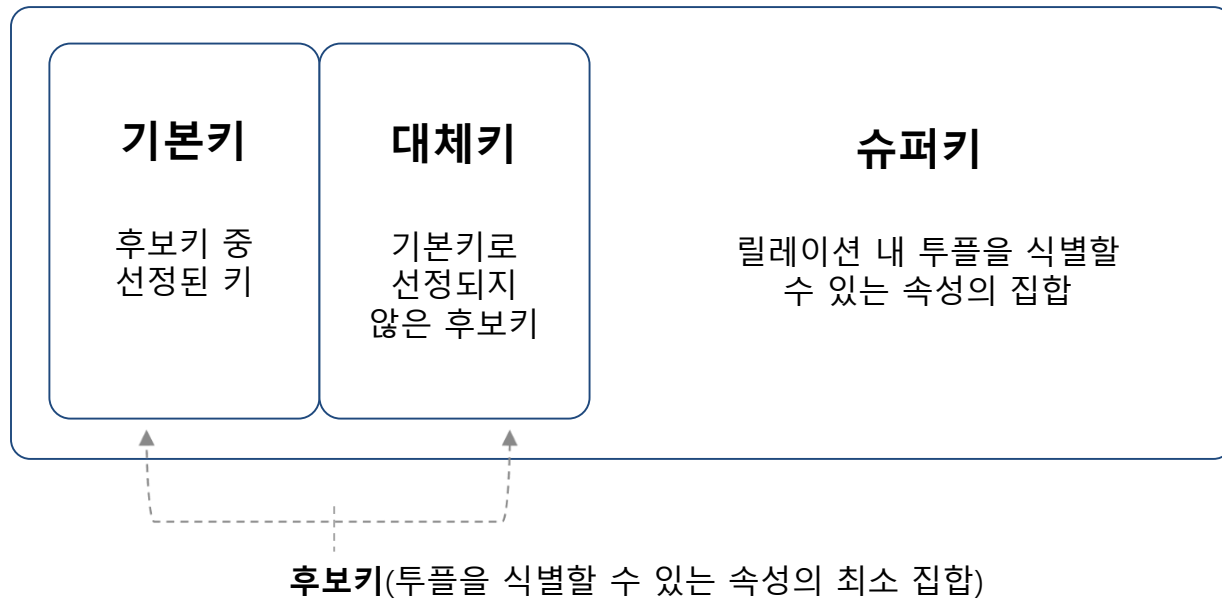 기본키
후보키 중
선정된 키
대체키
기본키로
선정되지
않은 후보키
슈퍼키
릴레이션 내 투플을 식별할
수 있는 속성의 집합
후보키(투플을 식별할 수 있는 속성의 최소 집합)